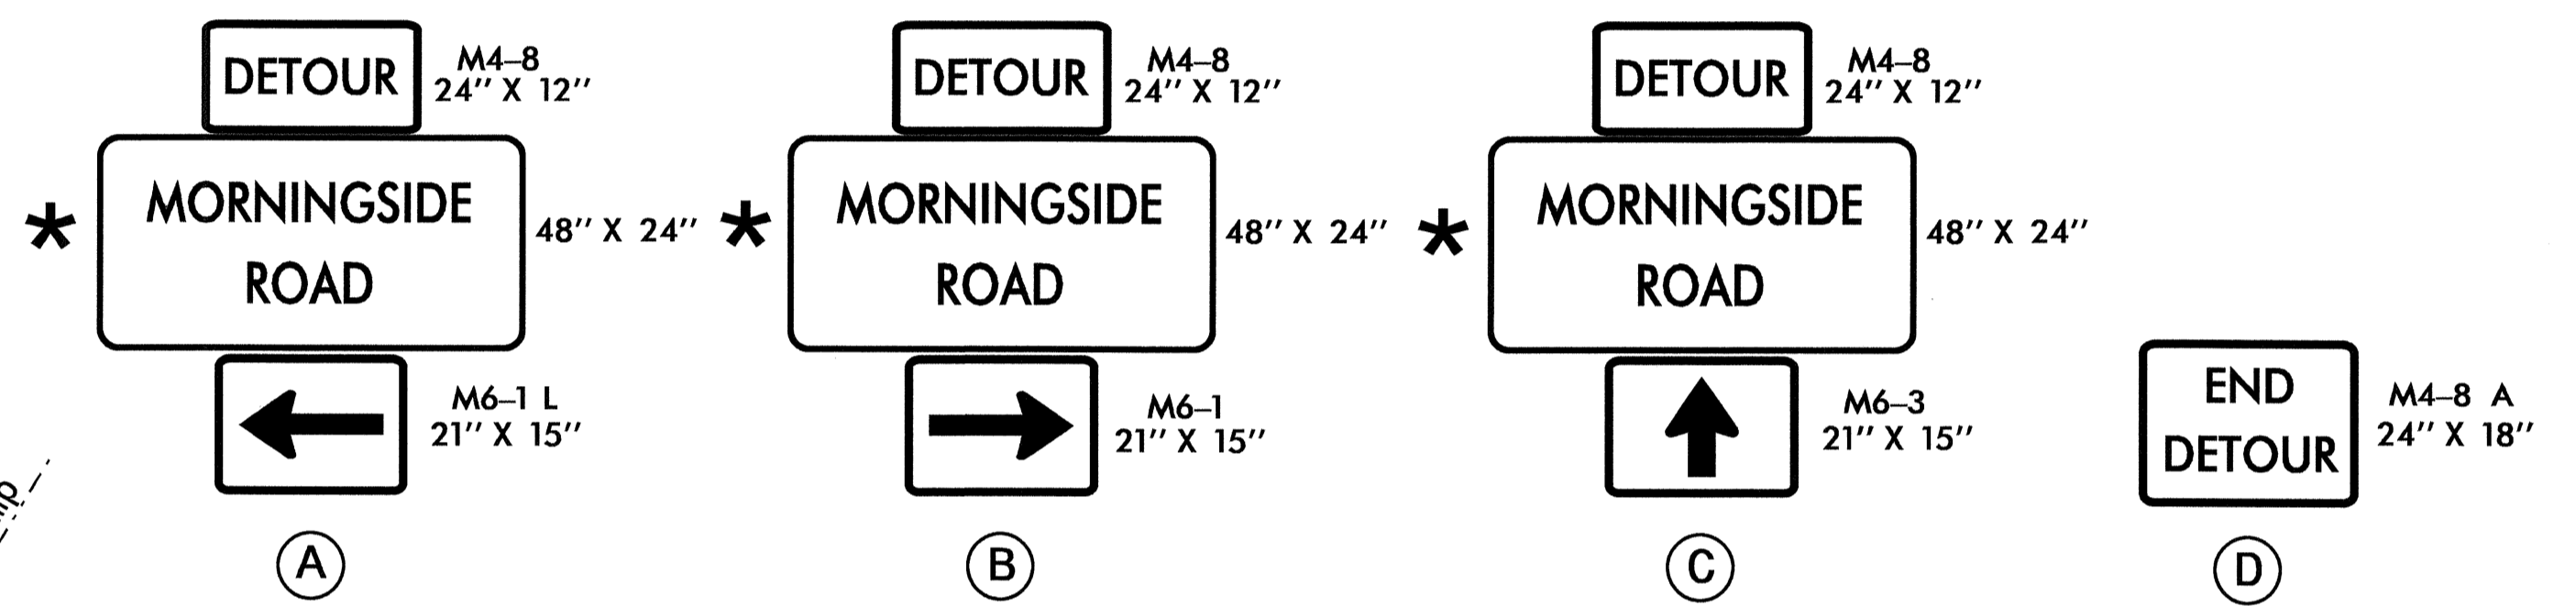 DETOUR
M4–8
24" X 12"
* MORNINGSIDE
ROAD
48" X 24"
M6–1 L
21" X 15"
A
DETOUR
M4–8
24" X 12"
* MORNINGSIDE
ROAD
48" X 24"
M6–1
21" X 15"
B
DETOUR
M4–8
24" X 12"
* MORNINGSIDE
ROAD
48" X 24"
M6–3
21" X 15"
C
END
DETOUR
M4–8 A
24" X 18"
D